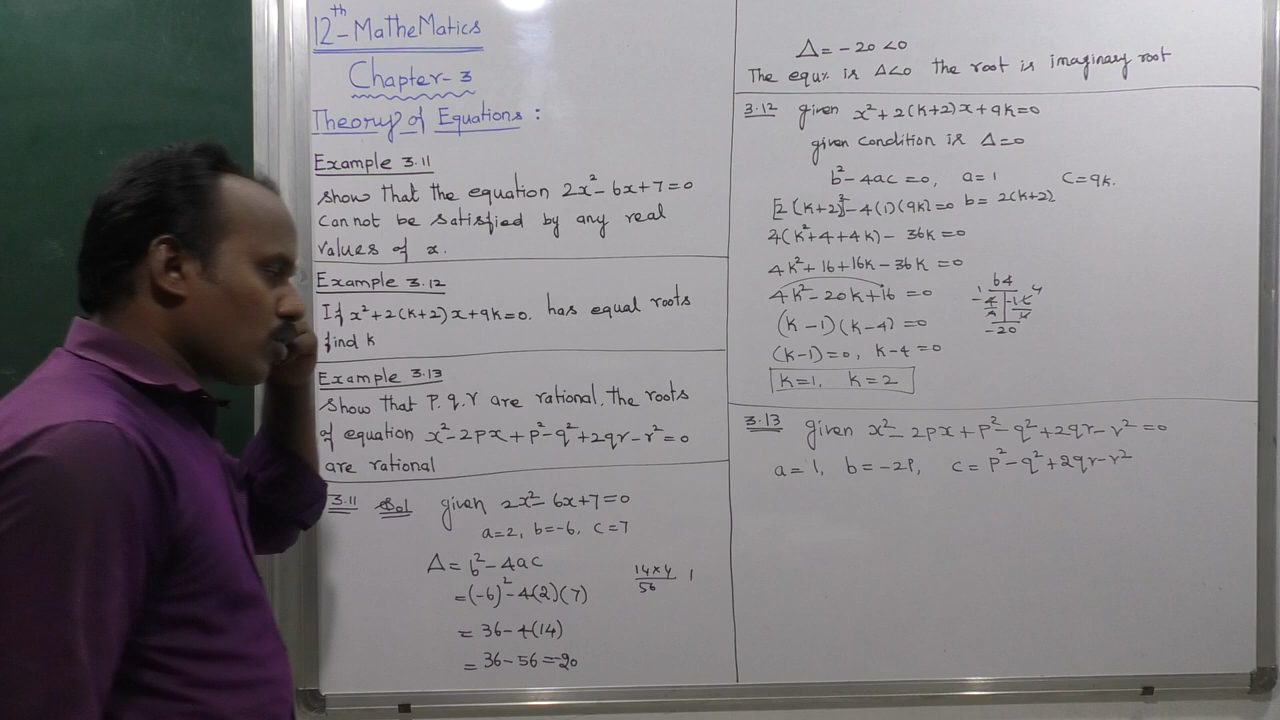 12th - MatheMatics
Chapter-3
Theory of Equations :
Example 3.11
show that the equation 2x²-6x+7=0
Cannot be satisfied by any real
values of x.
Example 3.12
If x²+2(k+2)x+9k=0. has equal roots
find k
Example 3.13
Show that P. q. r are rational. the roots
of equation x²-2px+p²-q²+2qr-r²=0
are rational
3.11 Sol given 2x²-6x+7=0
a=2, b=-6, c=7
Δ= b²-4ac
=(-6)²-4(2)(7)
14×4
56
= 36-4(14)
= 36-56=-20
Δ=-20<0
The equn is Δ<0 the root is imaginary root
3.12 given x²+2(k+2)x+9k=0
given condition is Δ=0
b²-4ac=0, a=1 C=9k.
[2(k+2)]²-4(1)(9k)=0 b= 2(k+2)
4(k²+4+4k)-36k=0
4k²+16+16k-36k=0
4k²-20k+16=0
64
-20
(k-1)(k-4)=0
(k-1)=0, k-4=0
k=1, k=2
3.13 given x²-2px+p²-q²+2qr-r²=0
a=1, b=-2p, c=p²-q²+2qr-r²